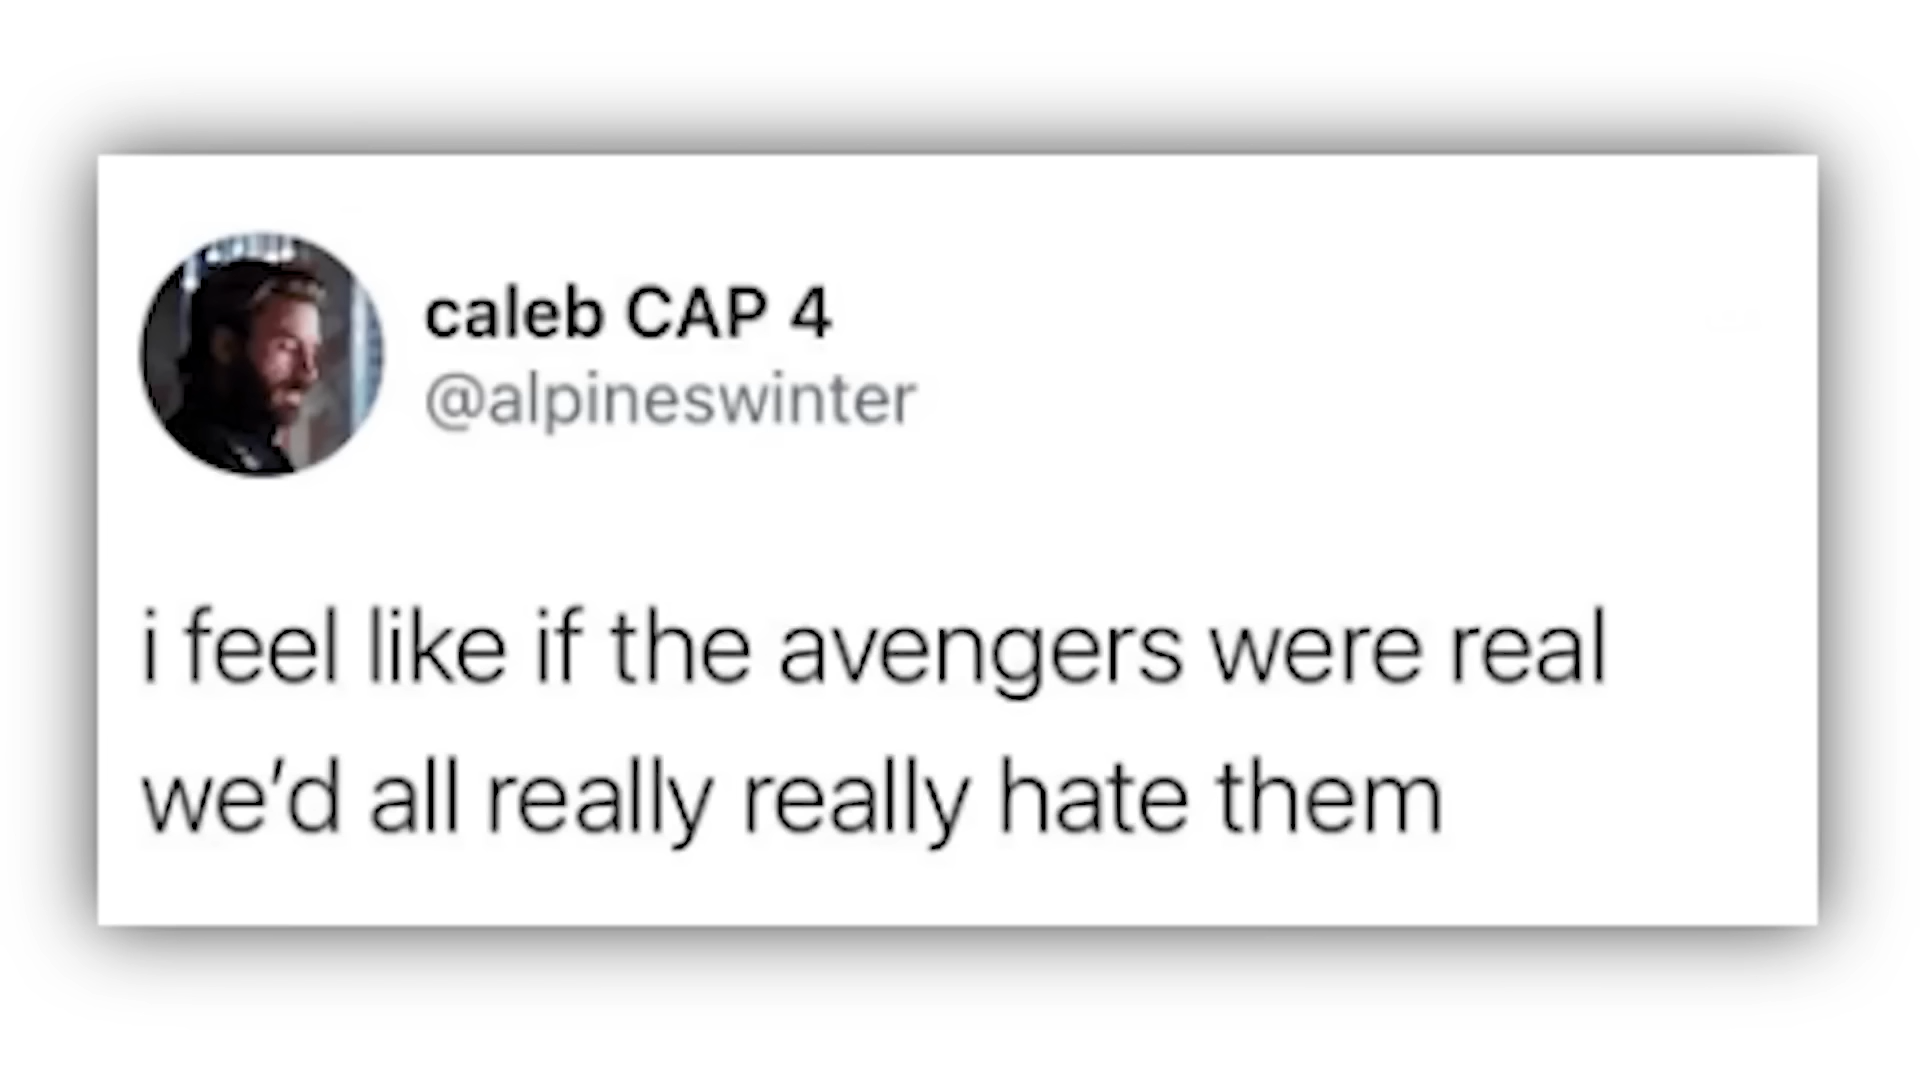 caleb CAP 4
@alpineswinter
i feel like if the avengers were real
we’d all really really hate them